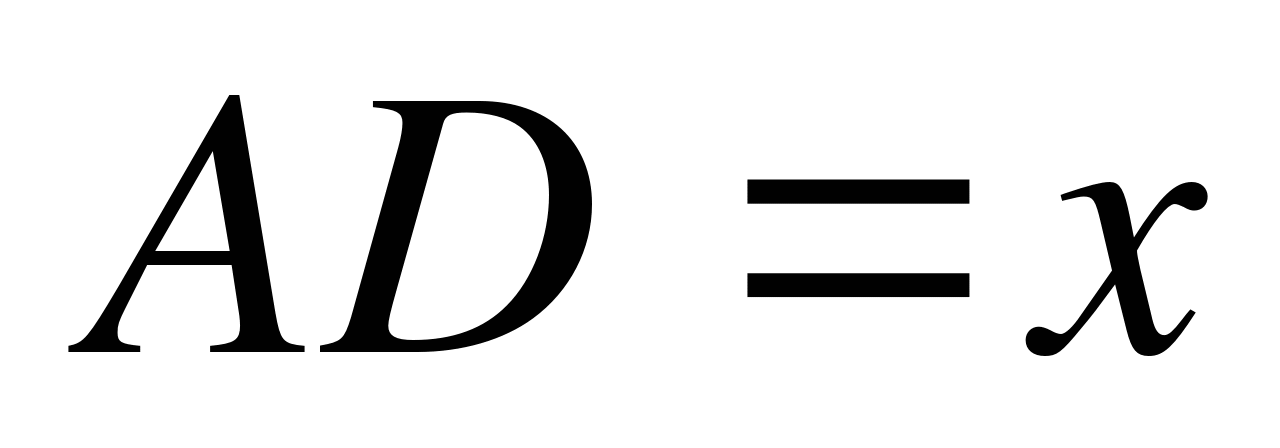 AD = x